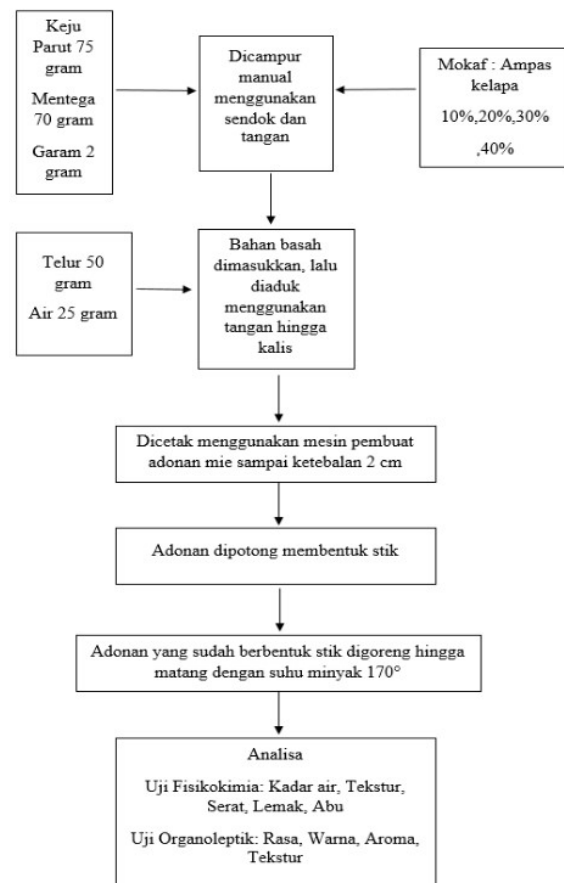 Keju
Parut 75
gram
Mentega
70 gram
Garam 2
gram
Dicampur
manual
menggunakan
sendok dan
tangan
Mokaf : Ampas
kelapa
10%,20%,30%
,40%
Telur 50
gram
Air 25 gram
Bahan basah
dimasukkan, lalu
diaduk
menggunakan
tangan hingga
kalis
Dicetak menggunakan mesin pembuat
adonan mie sampai ketebalan 2 cm
Adonan dipotong membentuk stik
Adonan yang sudah berbentuk stik digoreng hingga
matang dengan suhu minyak 170°
Analisa
Uji Fisikokimia: Kadar air, Tekstur,
Serat, Lemak, Abu
Uji Organoleptik: Rasa, Warna, Aroma,
Tekstur